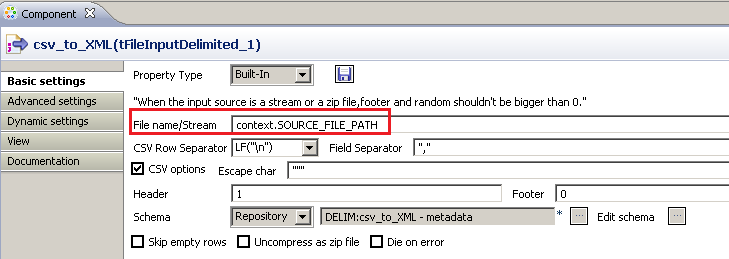 Component
csv_to_XML(tFileInputDelimited_1)
Basic settings
Advanced settings
Dynamic settings
View
Documentation
Property Type Built-In
"When the input source is a stream or a zip file,footer and random shouldn't be bigger than 0."
File name/Stream context.SOURCE_FILE_PATH
CSV Row Separator LF("\n") Field Separator ","
CSV options Escape char """
Header 1 Footer 0
Schema Repository DELIM:csv_to_XML - metadata * Edit schema ...
Skip empty rows Uncompress as zip file Die on error